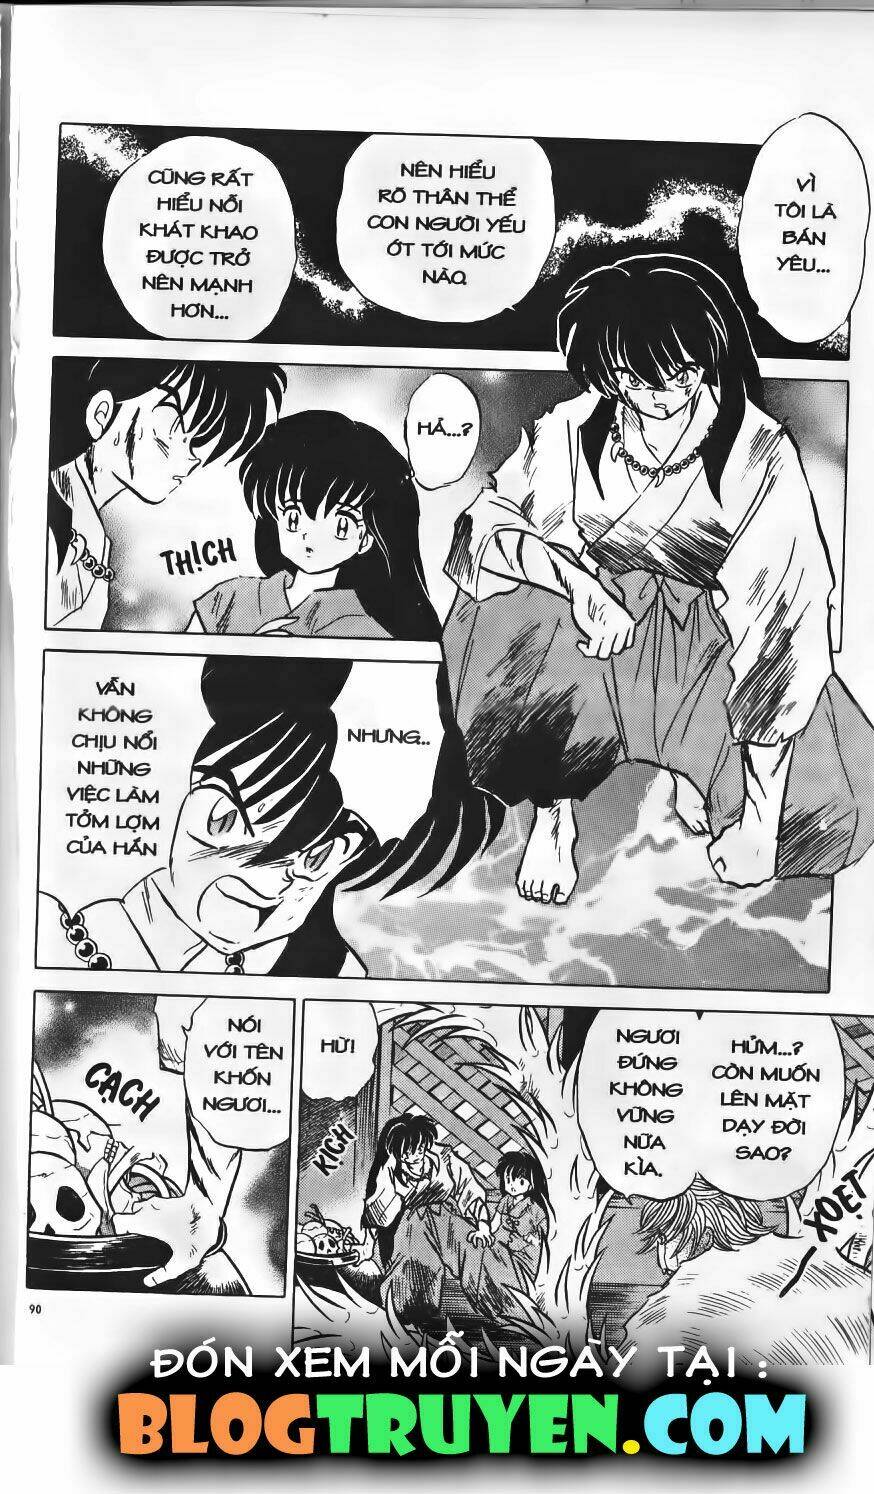 VÌ
TÔI LÀ
BÁN
YÊU...
NÊN HIỂU
RÕ THÂN THỂ
CON NGƯỜI YẾU
ỚT TỚI MỨC
NÀO.
CŨNG RẤT
HIỂU NỖI
KHÁT KHAO
ĐƯỢC TRỞ
NÊN MẠNH
HƠN...
HẢ...?
THỊCH
NHƯNG..
VẪN
KHÔNG
CHỊU NỔI
NHỮNG
VIỆC LÀM
TỞM LỢM
CỦA HẮN
HỬM...?
CÒN MUỐN
LÊN MẶT
DẠY ĐỜI
SAO?
NGƯƠI
ĐỨNG
KHÔNG
VỮNG
NỮA
KÌA.
XOẸT
HỪ!
KỊCH
NÓI
VỚI TÊN
KHỐN
NGƯƠI...
CẠCH
90
ĐÓN XEM MỖI NGÀY TẠI :
BLOGTRUYEN.COM